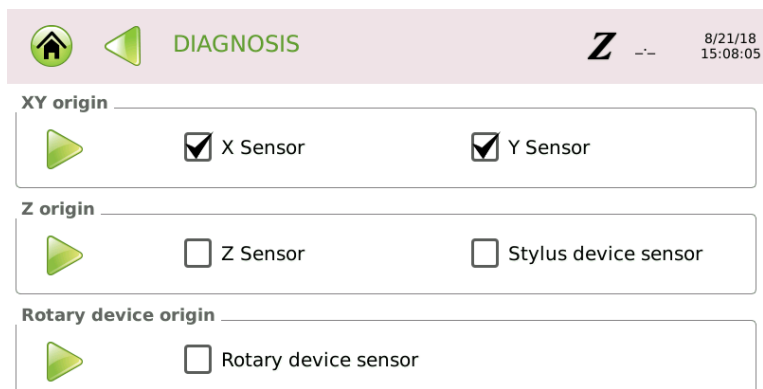 DIAGNOSIS
Z _._
8/21/18
15:08:05
XY origin
X Sensor Y Sensor
Z origin
Z Sensor Stylus device sensor
Rotary device origin
Rotary device sensor